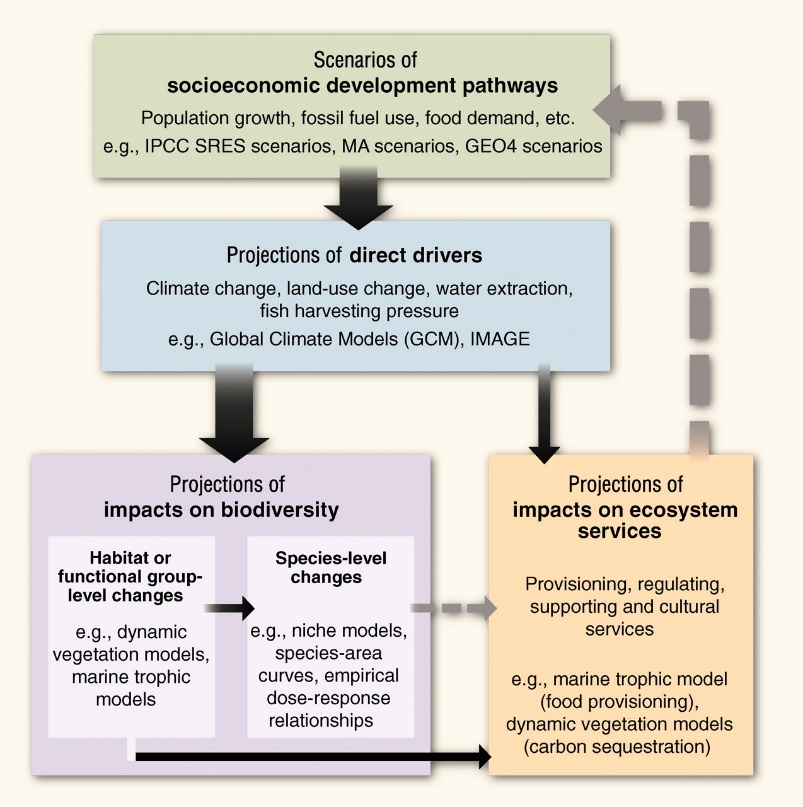 Scenarios of
socioeconomic development pathways
Population growth, fossil fuel use, food demand, etc.
e.g., IPCC SRES scenarios, MA scenarios, GEO4 scenarios
Projections of direct drivers
Climate change, land-use change, water extraction,
fish harvesting pressure
e.g., Global Climate Models (GCM), IMAGE
Projections of
impacts on biodiversity
Habitat or
functional group-
level changes
e.g., dynamic
vegetation models,
marine trophic
models
Species-level
changes
e.g., niche models,
species-area
curves, empirical
dose-response
relationships
Projections of
impacts on ecosystem
services
Provisioning, regulating,
supporting and cultural
services
e.g., marine trophic model
(food provisioning),
dynamic vegetation models
(carbon sequestration)